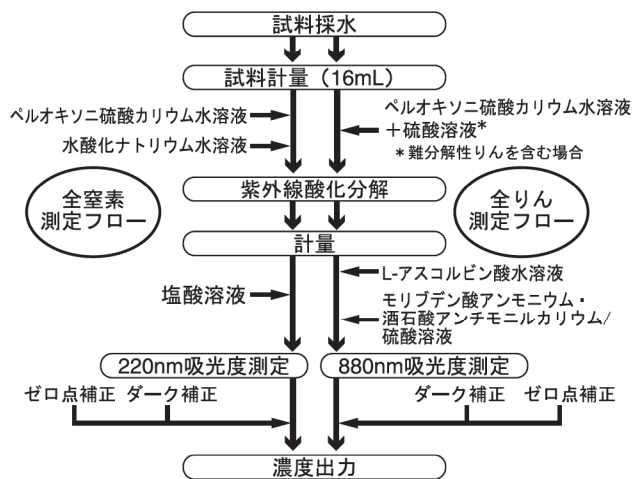 試料採水
試料計量（16mL）
ペルオキソニ硫酸カリウム水溶液
水酸化ナトリウム水溶液
ペルオキソニ硫酸カリウム水溶液
＋硫酸溶液*
*難分解性りんを含む場合
紫外線酸化分解
全窒素
測定フロー
全りん
測定フロー
計量
塩酸溶液
L-アスコルビン酸水溶液
モリブデン酸アンモニウム・
酒石酸アンチモニルカリウム/
硫酸溶液
220nm吸光度測定
880nm吸光度測定
ゼロ点補正 ダーク補正
ダーク補正 ゼロ点補正
濃度出力